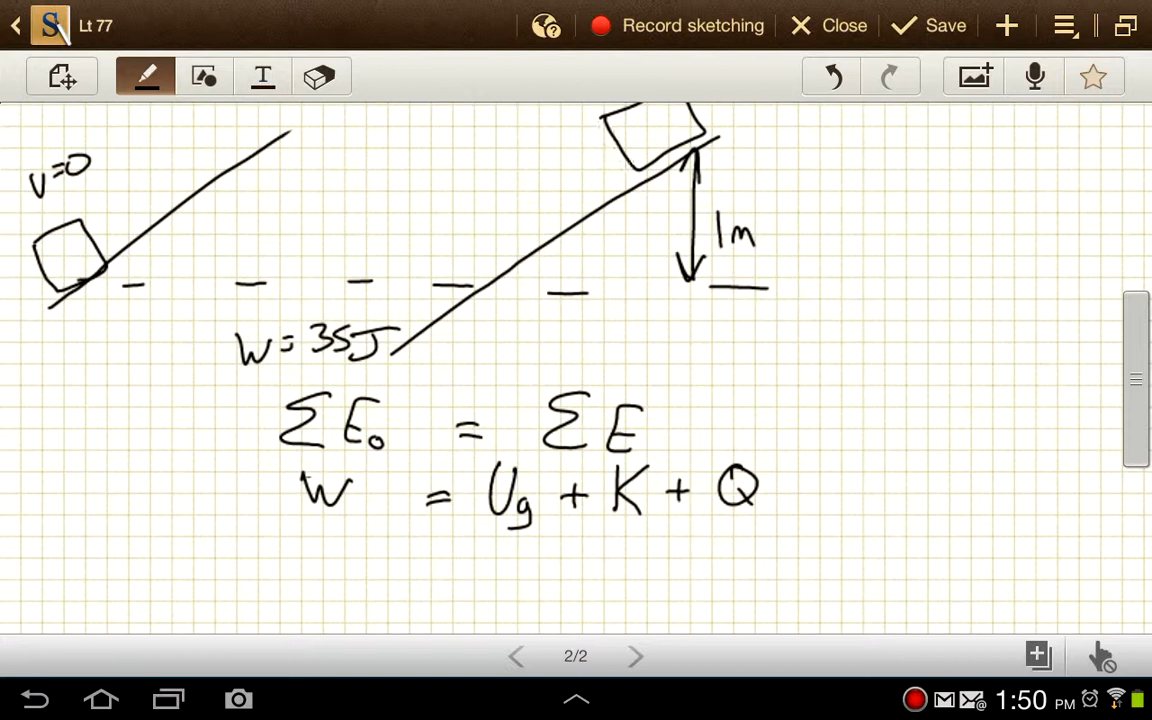 S Lt 77 Record sketching Close Save
T
v=0
1m
W = 35J
ΣE₀ = ΣE
W = Ug + K + Q
2/2
1:50 PM